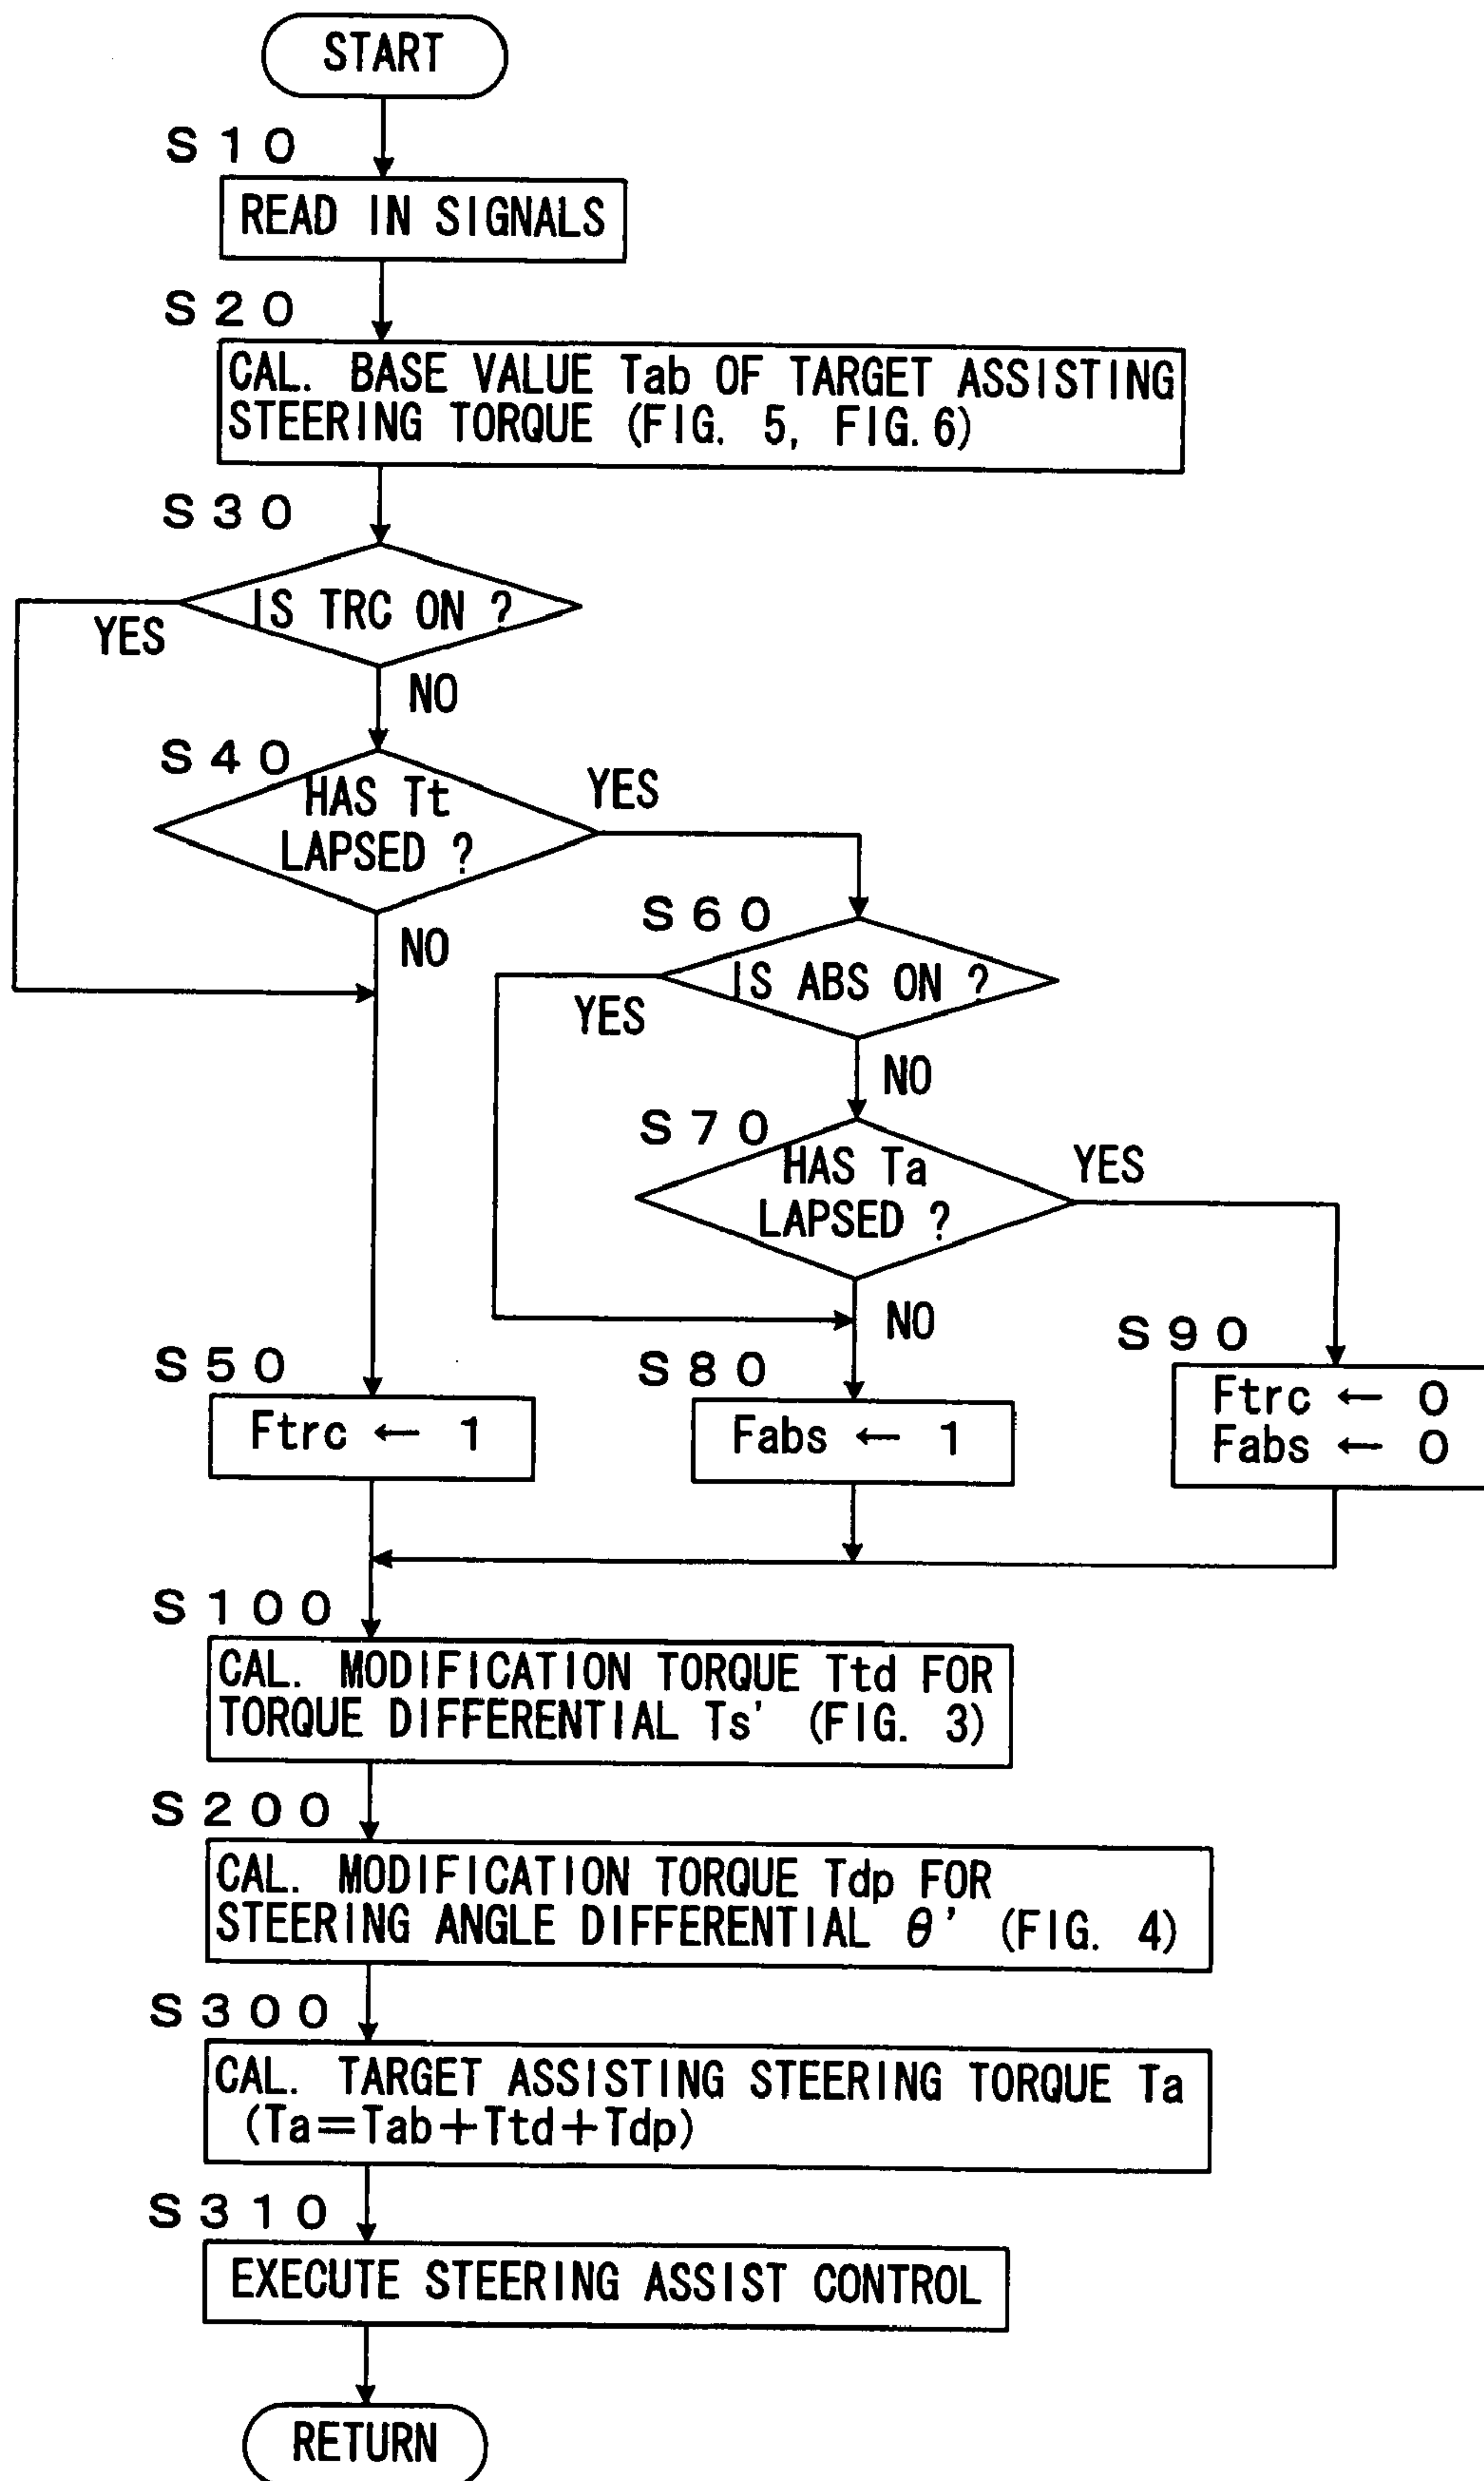 START
S10
READ IN SIGNALS
S20
CAL. BASE VALUE Tab OF TARGET ASSISTING
STEERING TORQUE (FIG. 5, FIG.6)
S30
IS TRC ON ?
YES
NO
S40
HAS Tt
LAPSED ?
YES
NO
S60
IS ABS ON ?
YES
NO
S70
HAS Ta
LAPSED ?
YES
NO
S50
Ftrc ← 1
S80
Fabs ← 1
S90
Ftrc ← 0
Fabs ← 0
S100
CAL. MODIFICATION TORQUE Ttd FOR
TORQUE DIFFERENTIAL Ts' (FIG. 3)
S200
CAL. MODIFICATION TORQUE Tdp FOR
STEERING ANGLE DIFFERENTIAL θ' (FIG. 4)
S300
CAL. TARGET ASSISTING STEERING TORQUE Ta
(Ta=Tab+Ttd+Tdp)
S310
EXECUTE STEERING ASSIST CONTROL
RETURN